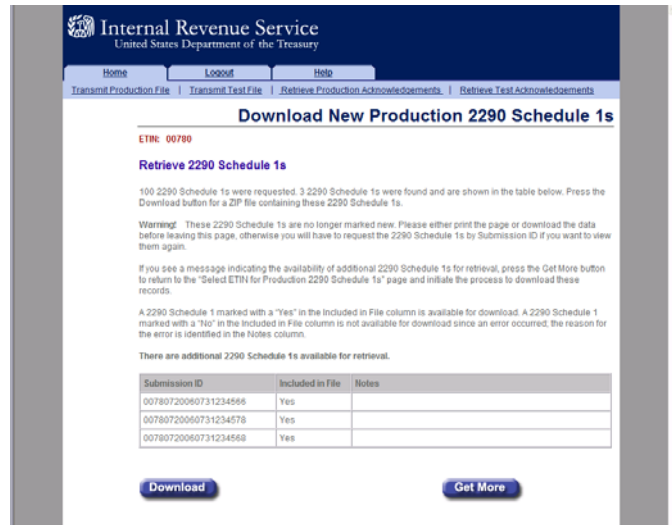 Internal Revenue Service
United States Department of the Treasury
Home Logout Help
Transmit Production File | Transmit Test File | Retrieve Production Acknowledgements | Retrieve Test Acknowledgements
Download New Production 2290 Schedule 1s
ETIN: 00780
Retrieve 2290 Schedule 1s
100 2290 Schedule 1s were requested. 3 2290 Schedule 1s were found and are shown in the table below. Press the
Download button for a ZIP file containing these 2290 Schedule 1s.
Warning! These 2290 Schedule 1s are no longer marked new. Please either print the page or download the data
before leaving this page, otherwise you will have to request the 2290 Schedule 1s by Submission ID if you want to view
them again.
If you see a message indicating the availability of additional 2290 Schedule 1s for retrieval, press the Get More button
to return to the "Select ETIN for Production 2290 Schedule 1s" page and initiate the process to download these
records.
A 2290 Schedule 1 marked with a "Yes" in the Included in File column is available for download. A 2290 Schedule 1
marked with a "No" in the Included in File column is not available for download since an error occurred; the reason for
the error is identified in the Notes column.
There are additional 2290 Schedule 1s available for retrieval.
Submission ID Included in File Notes
00780720060731234566 Yes
00780720060731234578 Yes
00780720060731234568 Yes
Download Get More